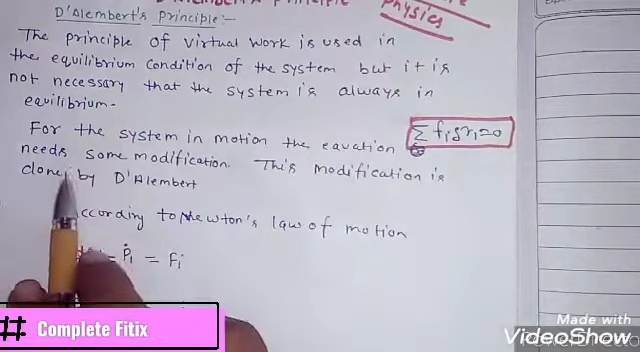 Physics
D'Alembert's Principle:-
The principle of virtual work is used in
the equilibrium condition of the system but it is
not necessary that the system is always in
equilibrium-
For the system in motion the eavation Σ fi δri=0
needs some modification. This modification is
done by D'Alembert
ccording to Newton's law of motion
= Ṗi = Fi
# Complete Fitix
Made with
VideoShow